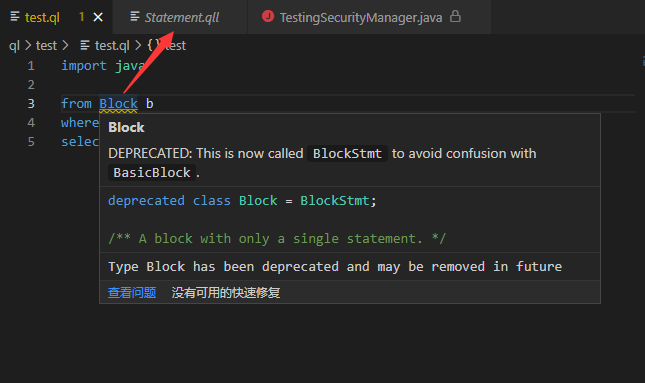 test.ql 1 Statement.qll TestingSecurityManager.java
ql > test > test.ql > {} test
1 import java
2
3 from Block b
4 where
5 selec
Block
DEPRECATED: This is now called BlockStmt to avoid confusion with
BasicBlock.
deprecated class Block = BlockStmt;
/** A block with only a single statement. */
Type Block has been deprecated and may be removed in future
查看问题 没有可用的快速修复